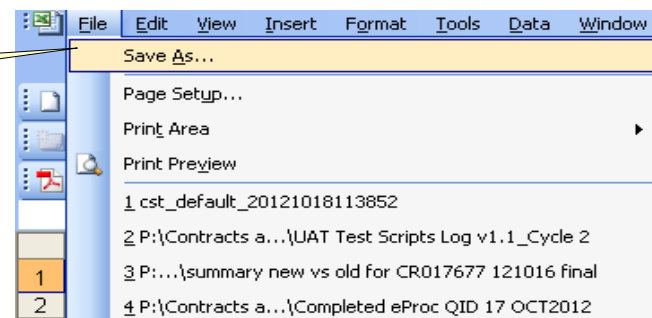 File Edit View Insert Format Tools Data Window
Save As...
Page Setup...
Print Area
Print Preview
1 cst_default_20121018113852
2 P:\Contracts a...\UAT Test Scripts Log v1.1_Cycle 2
3 P:...\summary new vs old for CR017677 121016 final
4 P:\Contracts a...\Completed eProc QID 17 OCT2012
1
2